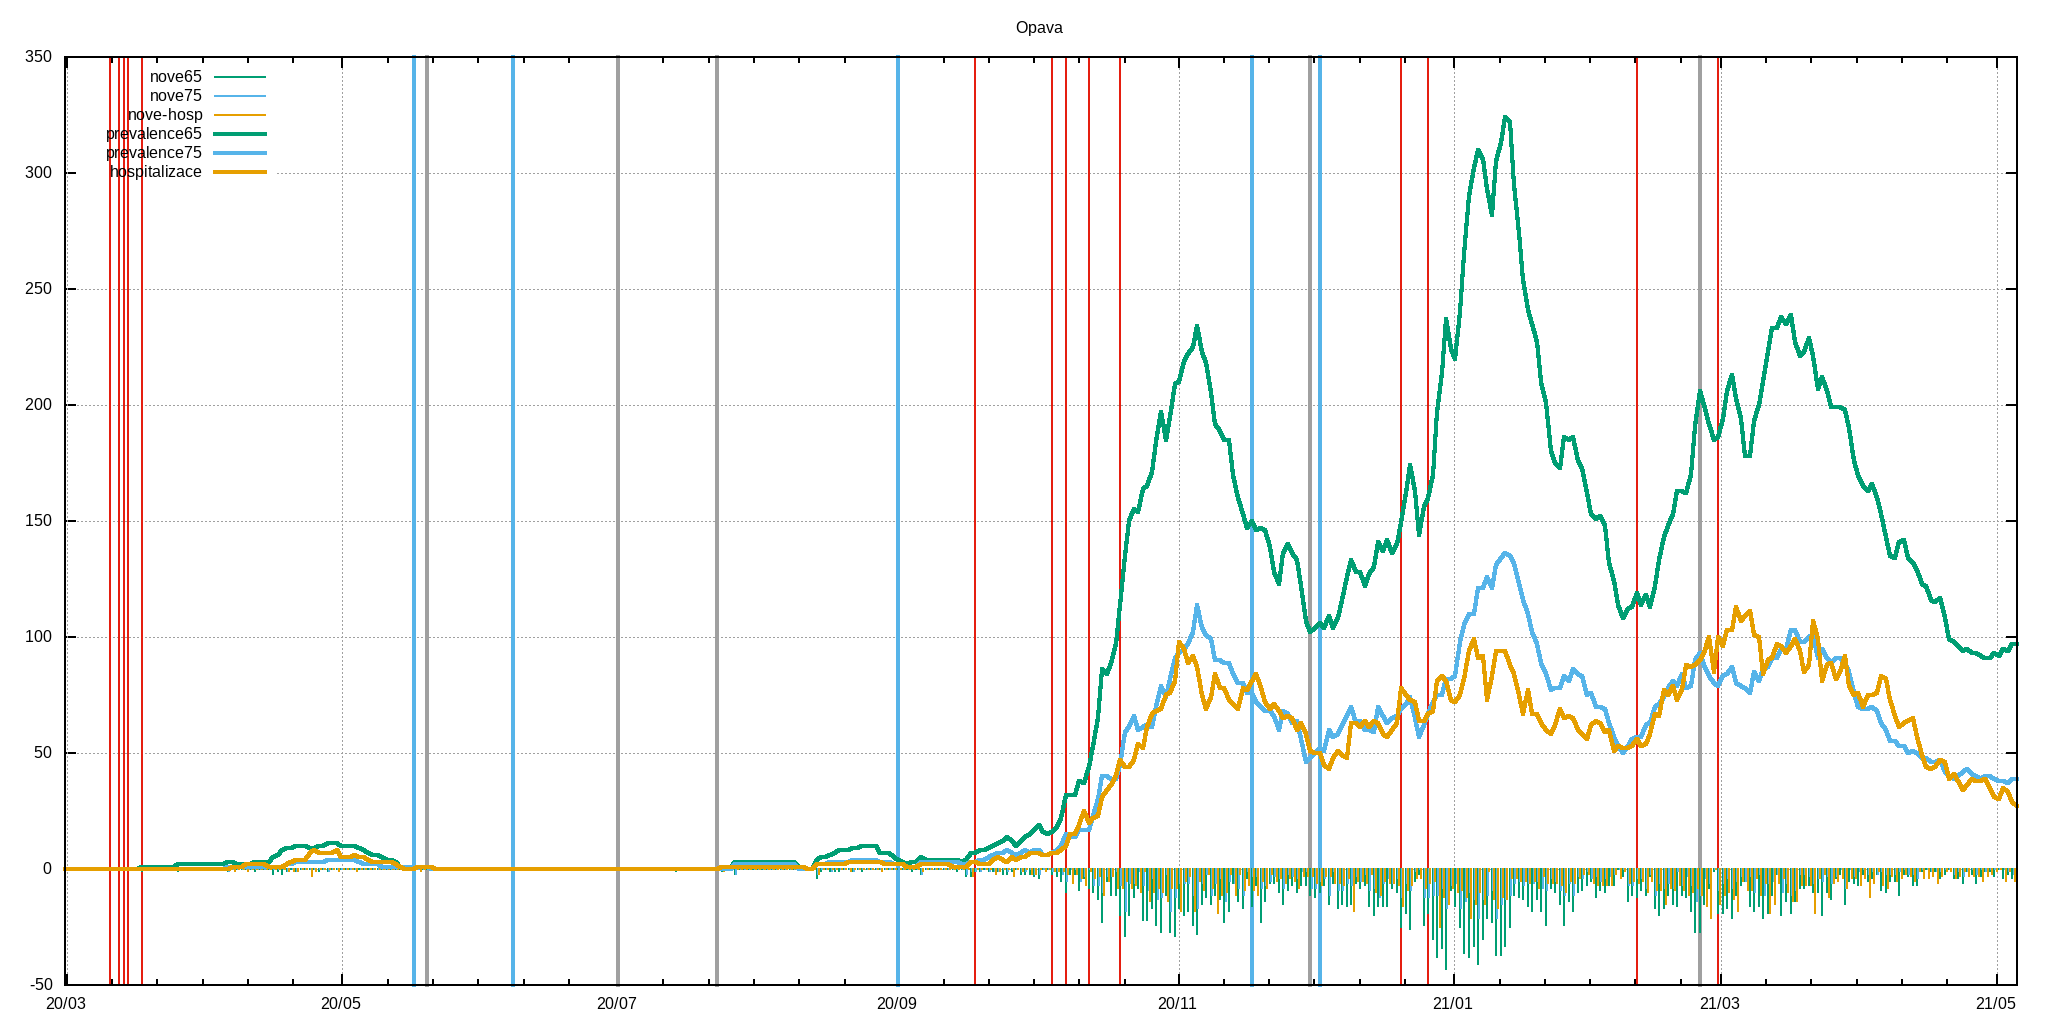 Opava
350
300
250
200
150
100
50
0
-50
nove65
nove75
nove-hosp
prevalence65
prevalence75
hospitalizace
20/03 20/05 20/07 20/09 20/11 21/01 21/03 21/05